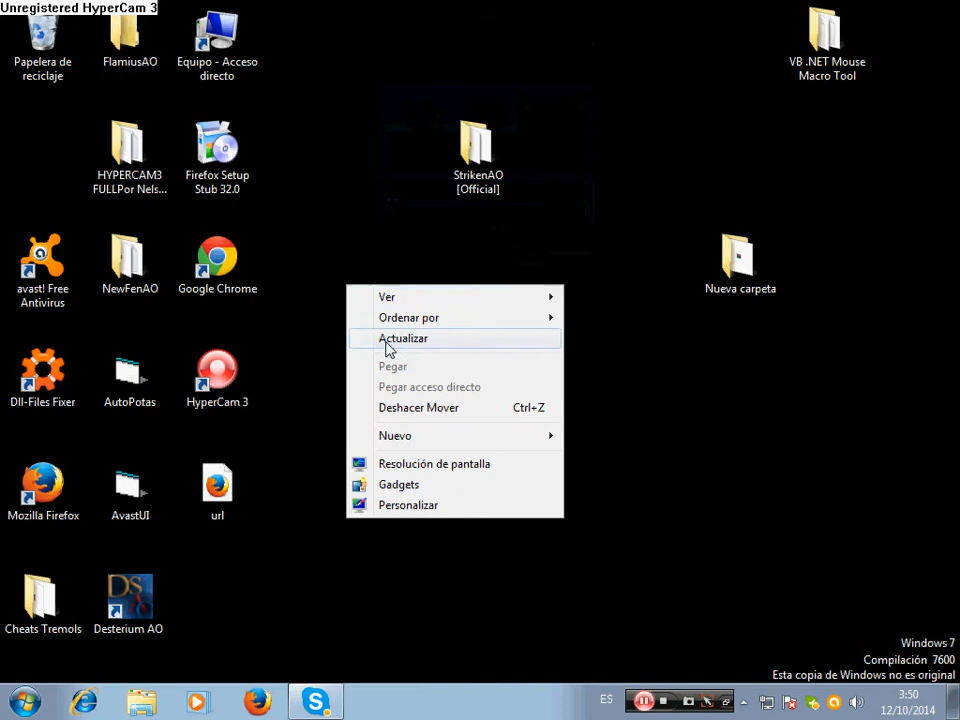 Unregistered HyperCam 3
Papelera de
reciclaje
FlamiusAO
Equipo - Acceso
directo
VB .NET Mouse
Macro Tool
HYPERCAM3
FULLPor Nels...
Firefox Setup
Stub 32.0
StrikenAO
[Official]
avast! Free
Antivirus
NewFenAO
Google Chrome
Nueva carpeta
Ver
Ordenar por
Actualizar
Pegar
Pegar acceso directo
Deshacer Mover Ctrl+Z
Nuevo
Resolución de pantalla
Gadgets
Personalizar
Dll-Files Fixer
AutoPotas
HyperCam 3
Mozilla Firefox
AvastUI
url
Cheats Tremols
DS
Desterium AO
Windows 7
Compilación 7600
Esta copia de Windows no es original
ES
3:50
12/10/2014